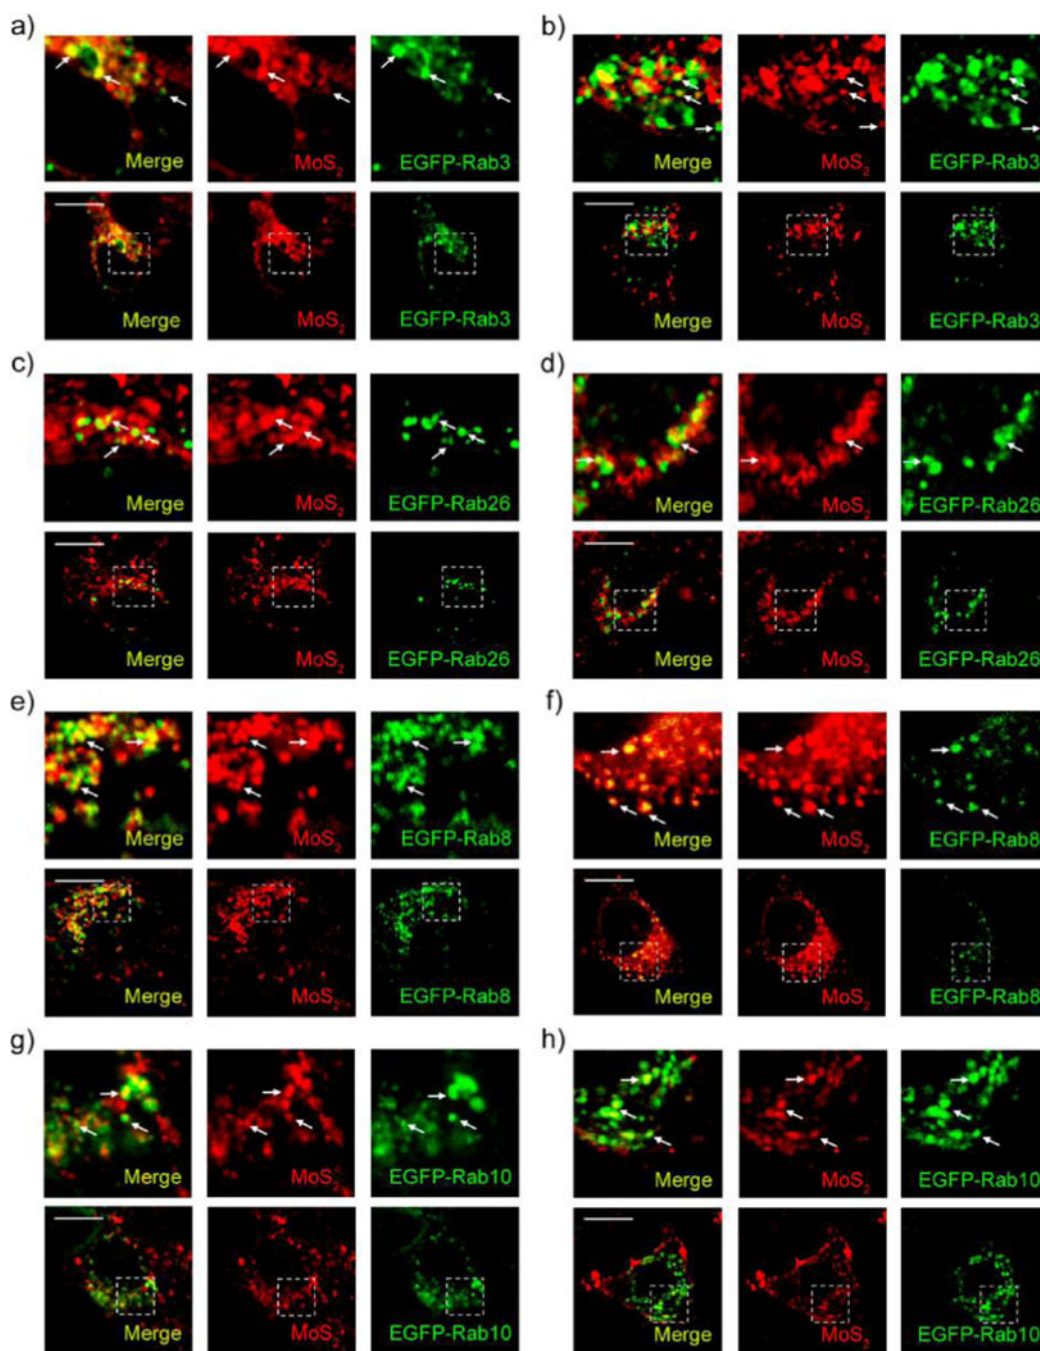 a)
b)
Merge MoS₂ EGFP-Rab3 Merge MoS₂ EGFP-Rab3
Merge MoS₂ EGFP-Rab3 Merge MoS₂ EGFP-Rab3
c)
d)
Merge MoS₂ EGFP-Rab26 Merge MoS₂ EGFP-Rab26
Merge MoS₂ EGFP-Rab26 Merge MoS₂ EGFP-Rab26
e)
f)
Merge MoS₂ EGFP-Rab8 Merge MoS₂ EGFP-Rab8
Merge MoS₂ EGFP-Rab8 Merge MoS₂ EGFP-Rab8
g)
h)
Merge MoS₂ EGFP-Rab10 Merge MoS₂ EGFP-Rab10
Merge MoS₂ EGFP-Rab10 Merge MoS₂ EGFP-Rab10